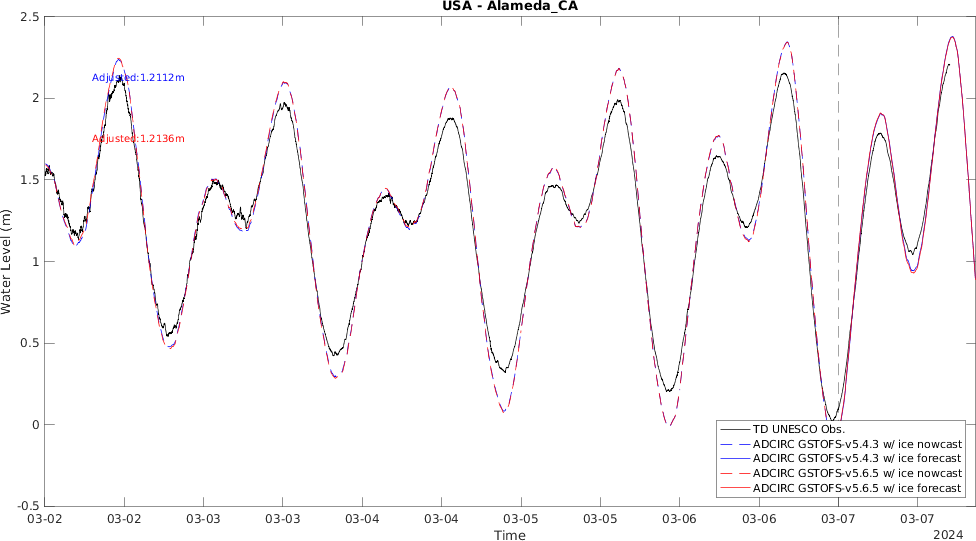 USA - Alameda_CA
2.5
2
1.5
1
0.5
0
-0.5
Water Level (m)
Adjusted:1.2112m
Adjusted:1.2136m
TD UNESCO Obs.
ADCIRC GSTOFS-v5.4.3 w/ ice nowcast
ADCIRC GSTOFS-v5.4.3 w/ ice forecast
ADCIRC GSTOFS-v5.6.5 w/ ice nowcast
ADCIRC GSTOFS-v5.6.5 w/ ice forecast
03-02 03-02 03-03 03-03 03-04 03-04 03-05 03-05 03-06 03-06 03-07 03-07
Time
2024